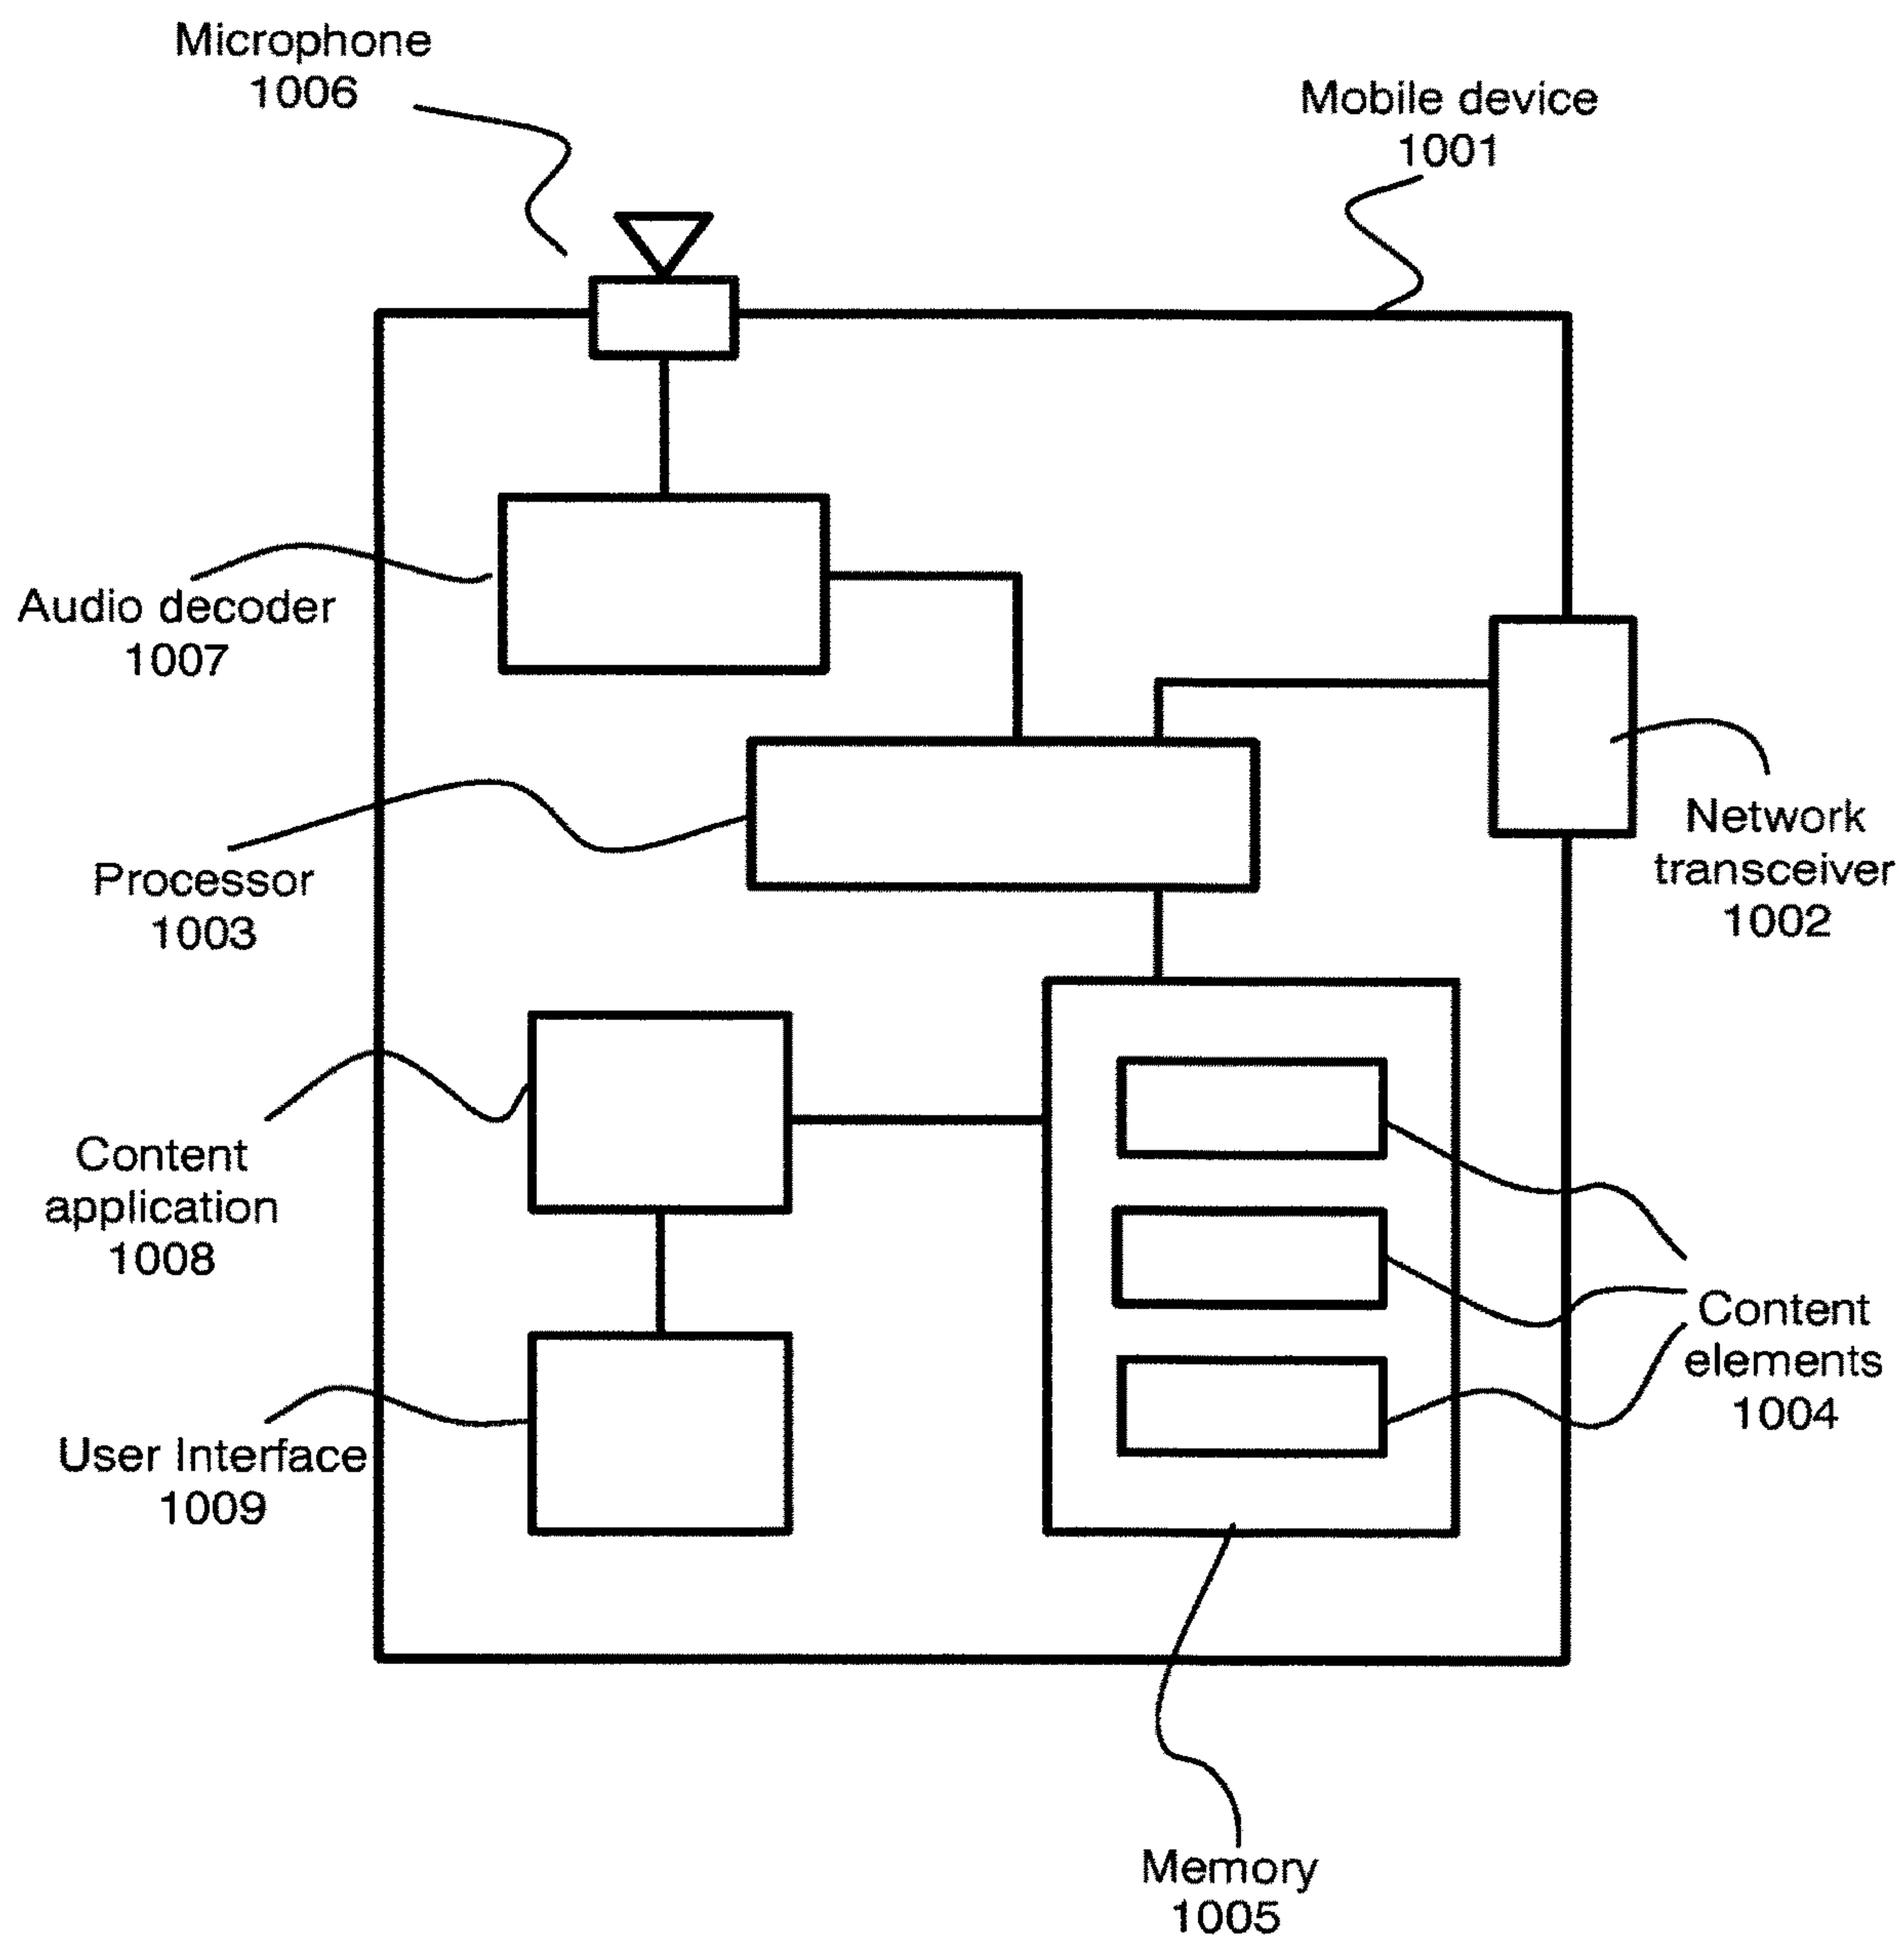 Microphone
1006
Mobile device
1001
Audio decoder
1007
Processor
1003
Network
transceiver
1002
Content
application
1008
Content
elements
1004
User Interface
1009
Memory
1005